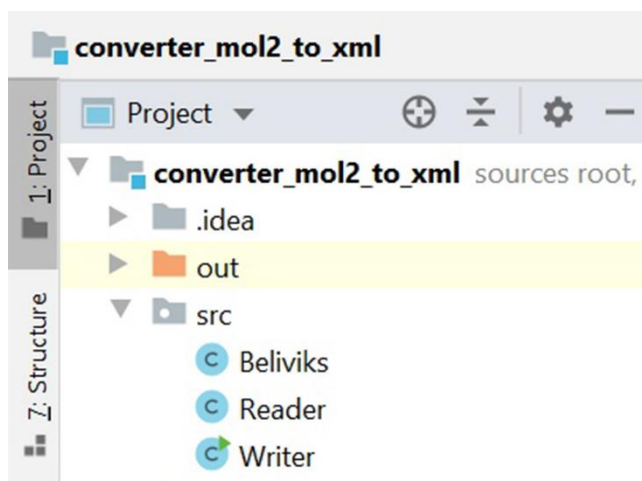 converter_mol2_to_xml
Project
1: Project
converter_mol2_to_xml sources root,
.idea
out
src
Beliviks
Reader
Writer
7: Structure